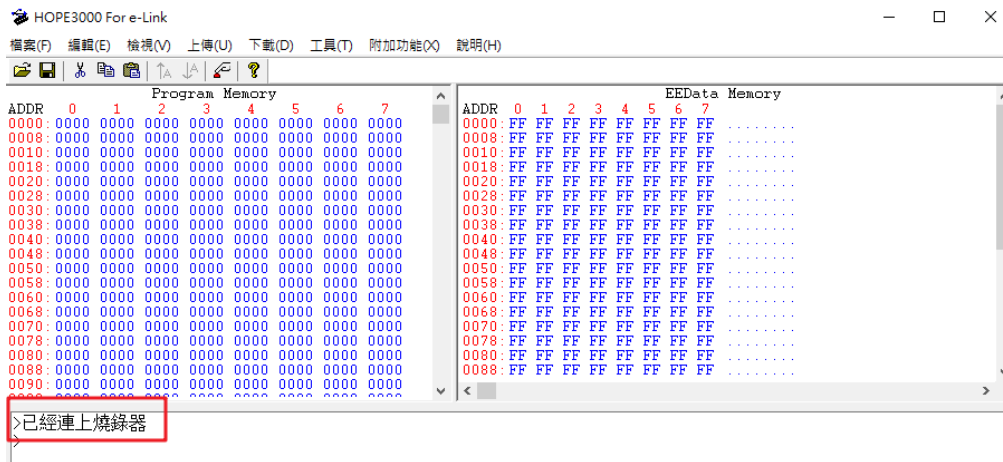 HOPE3000 For e-Link
檔案(F) 編輯(E) 檢視(V) 上傳(U) 下載(D) 工具(T) 附加功能(X) 說明(H)
Program Memory
ADDR 0 1 2 3 4 5 6 7
0000: 0000 0000 0000 0000 0000 0000 0000 0000
0008: 0000 0000 0000 0000 0000 0000 0000 0000
0010: 0000 0000 0000 0000 0000 0000 0000 0000
0018: 0000 0000 0000 0000 0000 0000 0000 0000
0020: 0000 0000 0000 0000 0000 0000 0000 0000
0028: 0000 0000 0000 0000 0000 0000 0000 0000
0030: 0000 0000 0000 0000 0000 0000 0000 0000
0038: 0000 0000 0000 0000 0000 0000 0000 0000
0040: 0000 0000 0000 0000 0000 0000 0000 0000
0048: 0000 0000 0000 0000 0000 0000 0000 0000
0050: 0000 0000 0000 0000 0000 0000 0000 0000
0058: 0000 0000 0000 0000 0000 0000 0000 0000
0060: 0000 0000 0000 0000 0000 0000 0000 0000
0068: 0000 0000 0000 0000 0000 0000 0000 0000
0070: 0000 0000 0000 0000 0000 0000 0000 0000
0078: 0000 0000 0000 0000 0000 0000 0000 0000
0080: 0000 0000 0000 0000 0000 0000 0000 0000
0088: 0000 0000 0000 0000 0000 0000 0000 0000
0090: 0000 0000 0000 0000 0000 0000 0000 0000
EEData Memory
ADDR 0 1 2 3 4 5 6 7
0000: FF FF FF FF FF FF FF FF ........
0008: FF FF FF FF FF FF FF FF ........
0010: FF FF FF FF FF FF FF FF ........
0018: FF FF FF FF FF FF FF FF ........
0020: FF FF FF FF FF FF FF FF ........
0028: FF FF FF FF FF FF FF FF ........
0030: FF FF FF FF FF FF FF FF ........
0038: FF FF FF FF FF FF FF FF ........
0040: FF FF FF FF FF FF FF FF ........
0048: FF FF FF FF FF FF FF FF ........
0050: FF FF FF FF FF FF FF FF ........
0058: FF FF FF FF FF FF FF FF ........
0060: FF FF FF FF FF FF FF FF ........
0068: FF FF FF FF FF FF FF FF ........
0070: FF FF FF FF FF FF FF FF ........
0078: FF FF FF FF FF FF FF FF ........
0080: FF FF FF FF FF FF FF FF ........
0088: FF FF FF FF FF FF FF FF ........
>已經連上燒錄器
>